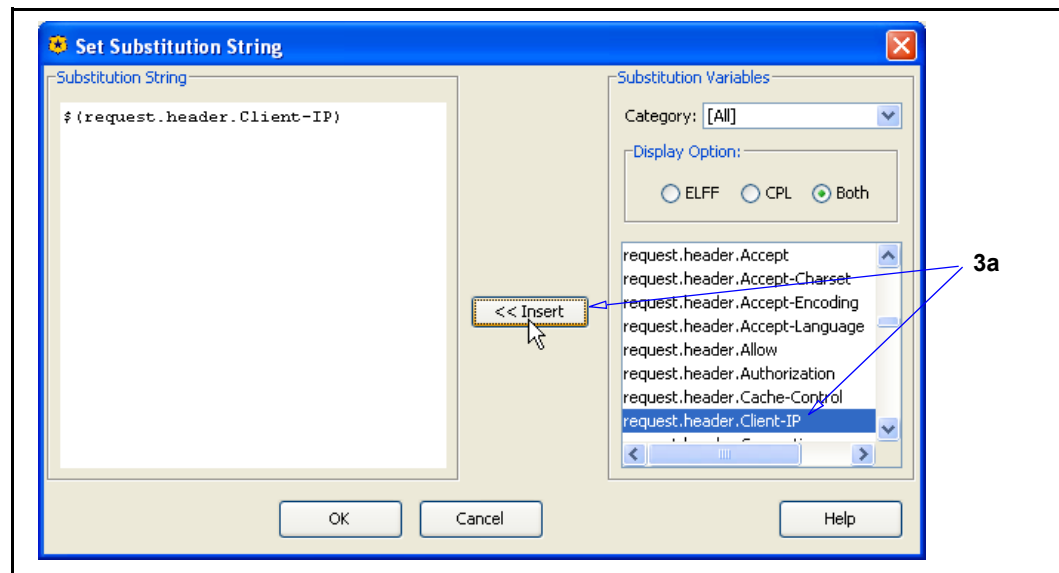 Set Substitution String
Substitution String
$(request.header.Client-IP)
<< Insert
Substitution Variables
Category: [All]
Display Option:
ELFF CPL Both
request.header.Accept
request.header.Accept-Charset
request.header.Accept-Encoding
request.header.Accept-Language
request.header.Allow
request.header.Authorization
request.header.Cache-Control
request.header.Client-IP
3a
OK Cancel Help